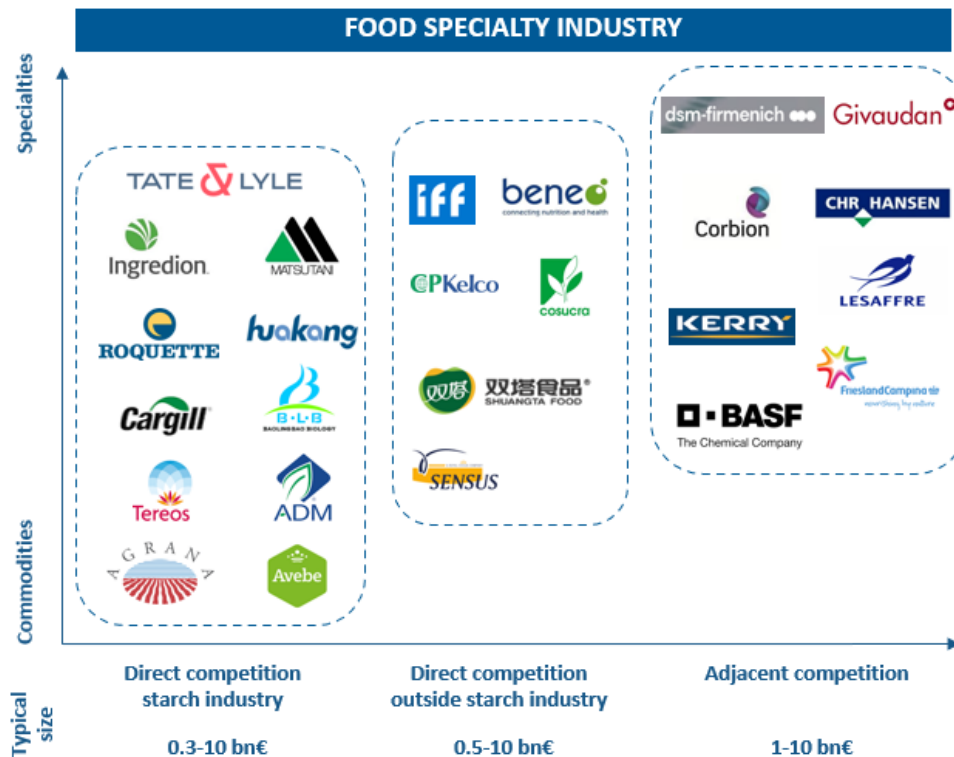 FOOD SPECIALTY INDUSTRY
Specialties
Commodities
TATE & LYLE
Ingredion
MATSUTANI
ROQUETTE
huakang
Cargill
B·L·B
BAOLINGBAO BIOLOGY
Tereos
ADM
AGRANA
Avebe
iff
beneo
connecting nutrition and health
CPKelco
cosucra
双塔
双塔食品®
SHUANGTA FOOD
SENSUS
dsm-firmenich
Givaudan
Corbion
CHR HANSEN
LESAFFRE
KERRY
FrieslandCampina
nourishing by nature
BASF
The Chemical Company
Direct competition
starch industry
Direct competition
outside starch industry
Adjacent competition
Typical
size
0.3-10 bn€
0.5-10 bn€
1-10 bn€